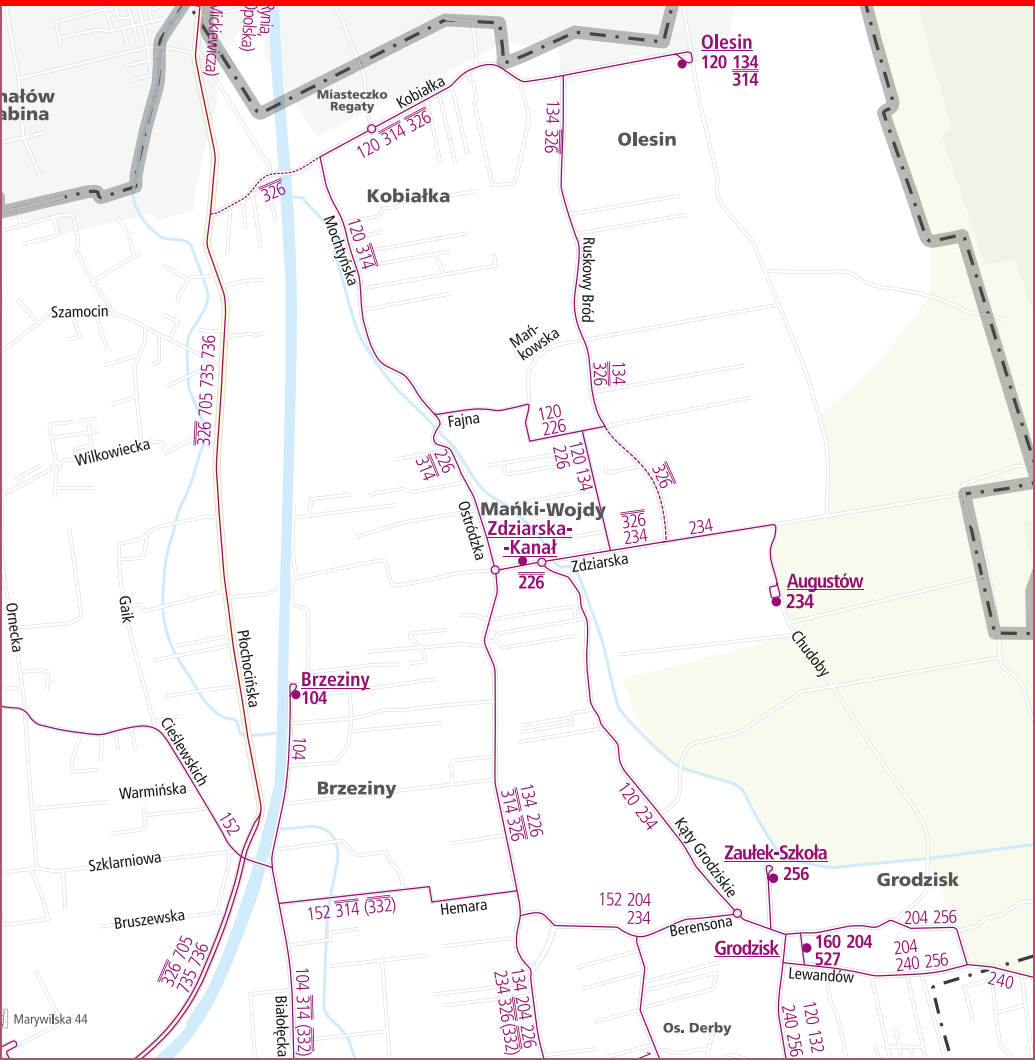 Rynia,
Opolska)
Mickiewicza)
nałów
abina
Miasteczko
Regaty
Kobiałka
120 314 326
Olesin
120 134
314
134 326
Olesin
326
Kobiałka
Mochtyńska
120 314
Ruskowy Bród
Szamocin
Mań-
kowska
326 705 735 736
134
326
Fajna
120
226
Wilkowiecka
226
314
120 134
226
326
Ostródzka
Mańki-Wojdy
Zdziarska-
-Kanał
226
326
234
234
Zdziarska
Augustów
234
Ornecka
Gaik
Płochocińska
Chudoby
Brzeziny
104
104
Cieślewskich
Warmińska
Brzeziny
152
134 226
314 326
120 234
Kąty Grodziskie
Szklarniowa
Zaułek-Szkoła
256
Grodzisk
152 314 (332)
Hemara
152 204
234
Berensona
204 256
Bruszewska
Grodzisk
160 204
527
204
240 256
Lewandów
240
326 705
735 736
104 314 (332)
Białołęcka
134 204 226
234 326 (332)
Marywilska 44
Os. Derby
120 132
240 256